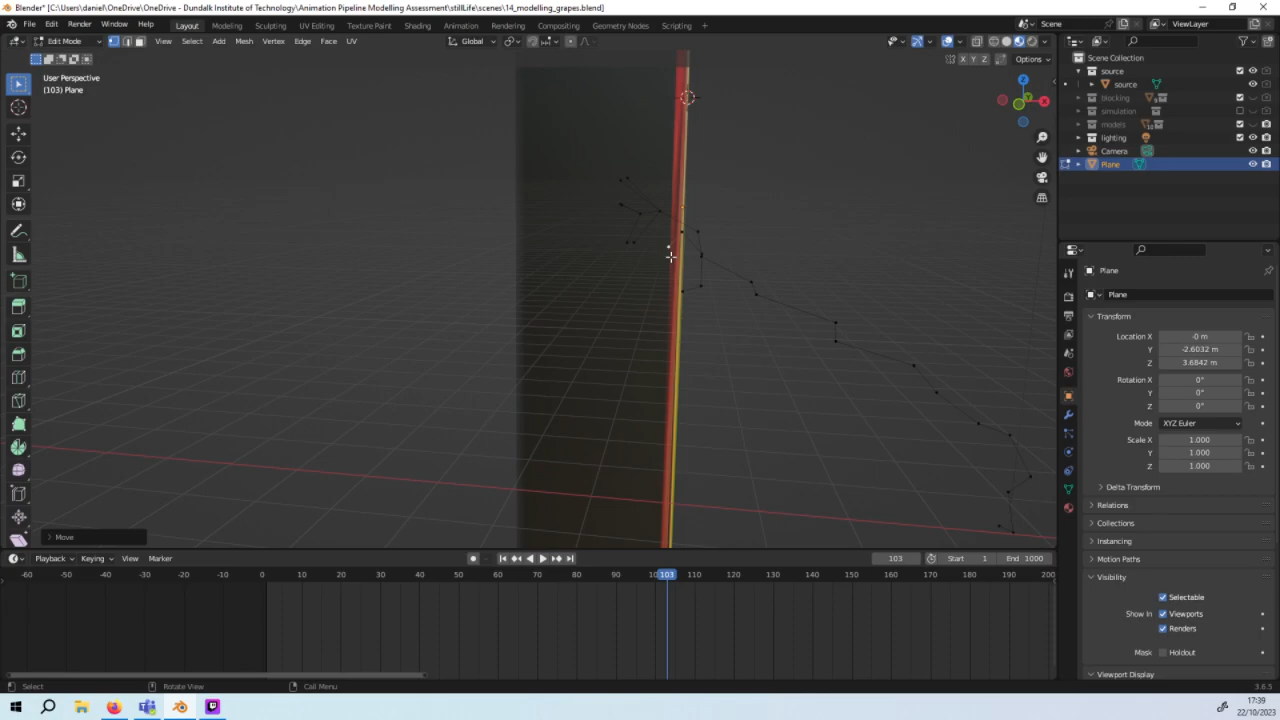 Blender* [C:\Users\daniel\OneDrive\OneDrive - Dundalk Institute of Technology\Animation Pipeline Modelling Assessment\stillLife\scenes\14_modelling_grapes.blend]
File Edit Render Window Help Layout Modeling Sculpting UV Editing Texture Paint Shading Animation Rendering Compositing Geometry Nodes Scripting Scene ViewLayer
Edit Mode View Select Add Mesh Vertex Edge Face UV Global
X Y Z Options
User Perspective
(103) Plane
Z
X
Move
Scene Collection
source
source
blocking
simulation
models
lighting
Camera
Plane
Plane
Plane
Transform
Location X -0 m
Y -2.6032 m
Z 3.6842 m
Rotation X 0°
Y 0°
Z 0°
Mode XYZ Euler
Scale X 1.000
Y 1.000
Z 1.000
Delta Transform
Relations
Collections
Instancing
Motion Paths
Visibility
Selectable
Show In Viewports
Renders
Mask Holdout
Viewport Display
Playback Keying View Marker 103 Start 1 End 1000
-60 -50 -40 -30 -20 -10 0 10 20 30 40 50 60 70 80 90 103 110 120 130 140 150 160 170 180 190 200
Select Rotate View Call Menu 3.6.5
17:39
22/10/2023